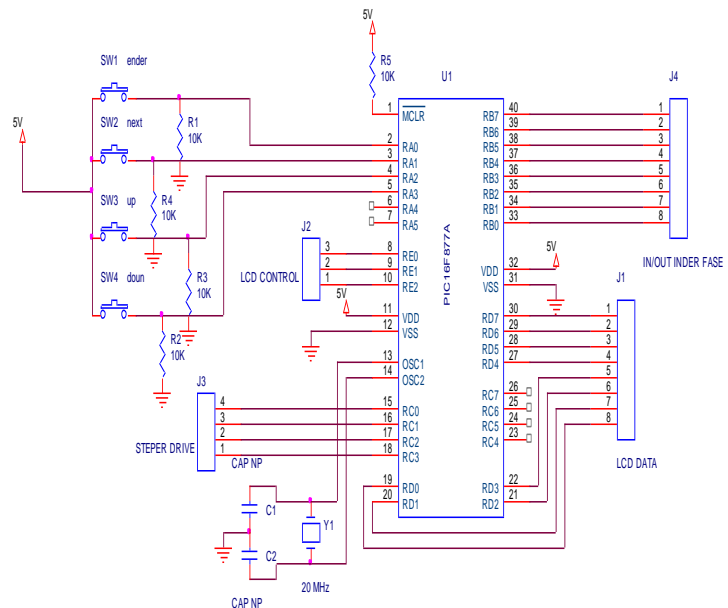 5V
SW1 ender
SW2 next
SW3 up
SW4 doun
5V
R1
10K
R4
10K
R3
10K
R2
10K
R5
10K
U1
PIC16F877A
1 MCLR
2 RA0
3 RA1
4 RA2
5 RA3
6 RA4
7 RA5
8 RE0
9 RE1
10 RE2
11 VDD
12 VSS
13 OSC1
14 OSC2
15 RC0
16 RC1
17 RC2
18 RC3
19 RD0
20 RD1
RB7 40
RB6 39
RB5 38
RB4 37
RB3 36
RB2 35
RB1 34
RB0 33
VDD 32
VSS 31
RD7 30
RD6 29
RD5 28
RD4 27
RC7 26
RC6 25
RC5 24
RC4 23
RD3 22
RD2 21
J4
1
2
3
4
5
6
7
8
IN/OUT INDER FASE
5V
J1
1
2
3
4
5
6
7
8
LCD DATA
J2
3
2
1
LCD CONTROL
5V
J3
4
3
2
1
STEPER DRIVE
CAP NP
C1
C2
Y1
20 MHz
CAP NP